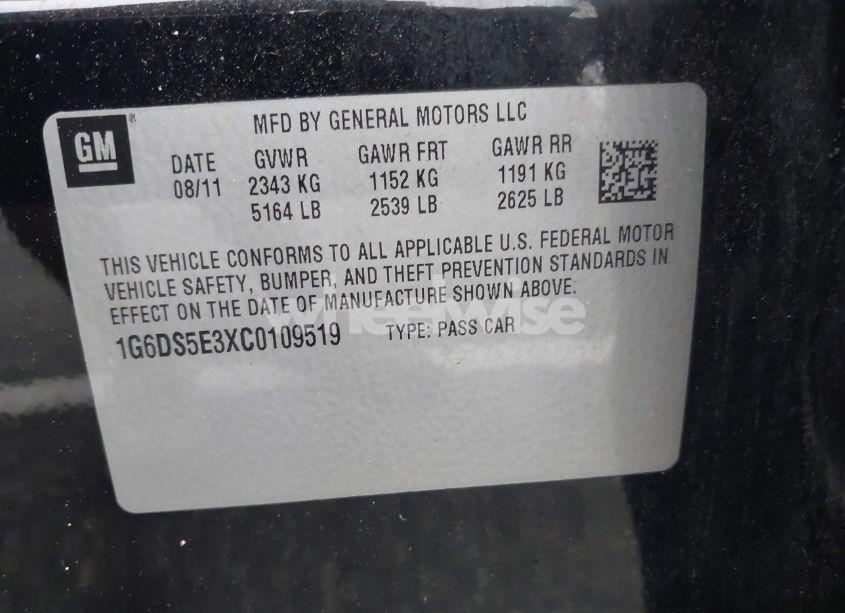 GM®
MFD BY GENERAL MOTORS LLC
DATE GVWR GAWR FRT GAWR RR
08/11 2343 KG 1152 KG 1191 KG
5164 LB 2539 LB 2625 LB
THIS VEHICLE CONFORMS TO ALL APPLICABLE U.S. FEDERAL MOTOR
VEHICLE SAFETY, BUMPER, AND THEFT PREVENTION STANDARDS IN
EFFECT ON THE DATE OF MANUFACTURE SHOWN ABOVE.
wheelwise
1G6DS5E3XC0109519 TYPE: PASS CAR